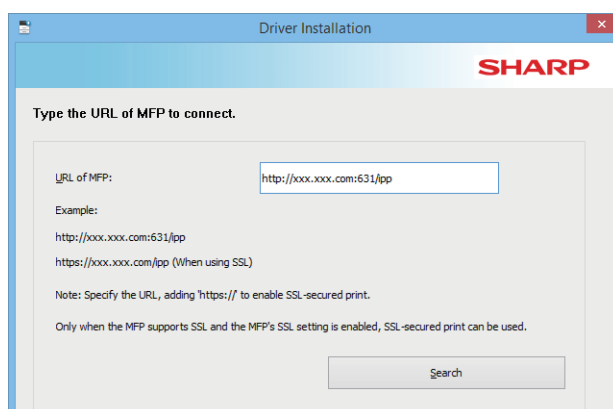 Driver Installation
SHARP
Type the URL of MFP to connect.
URL of MFP:
http://xxx.xxx.com:631/ipp
Example:
http://xxx.xxx.com:631/ipp
https://xxx.xxx.com/ipp (When using SSL)
Note: Specify the URL, adding 'https://' to enable SSL-secured print.
Only when the MFP supports SSL and the MFP's SSL setting is enabled, SSL-secured print can be used.
Search